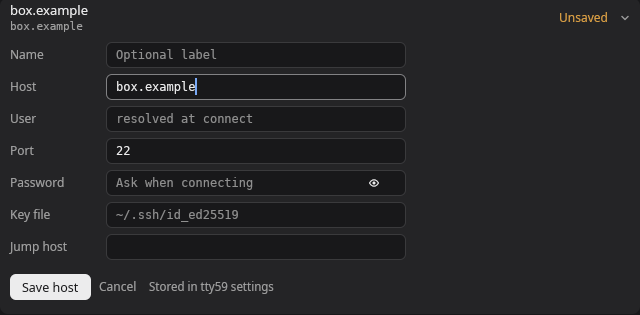 box.example
box.example
Unsaved
Name
Optional label
Host
box.example
User
resolved at connect
Port
22
Password
Ask when connecting
Key file
~/.ssh/id_ed25519
Jump host
Save host
Cancel
Stored in tty59 settings